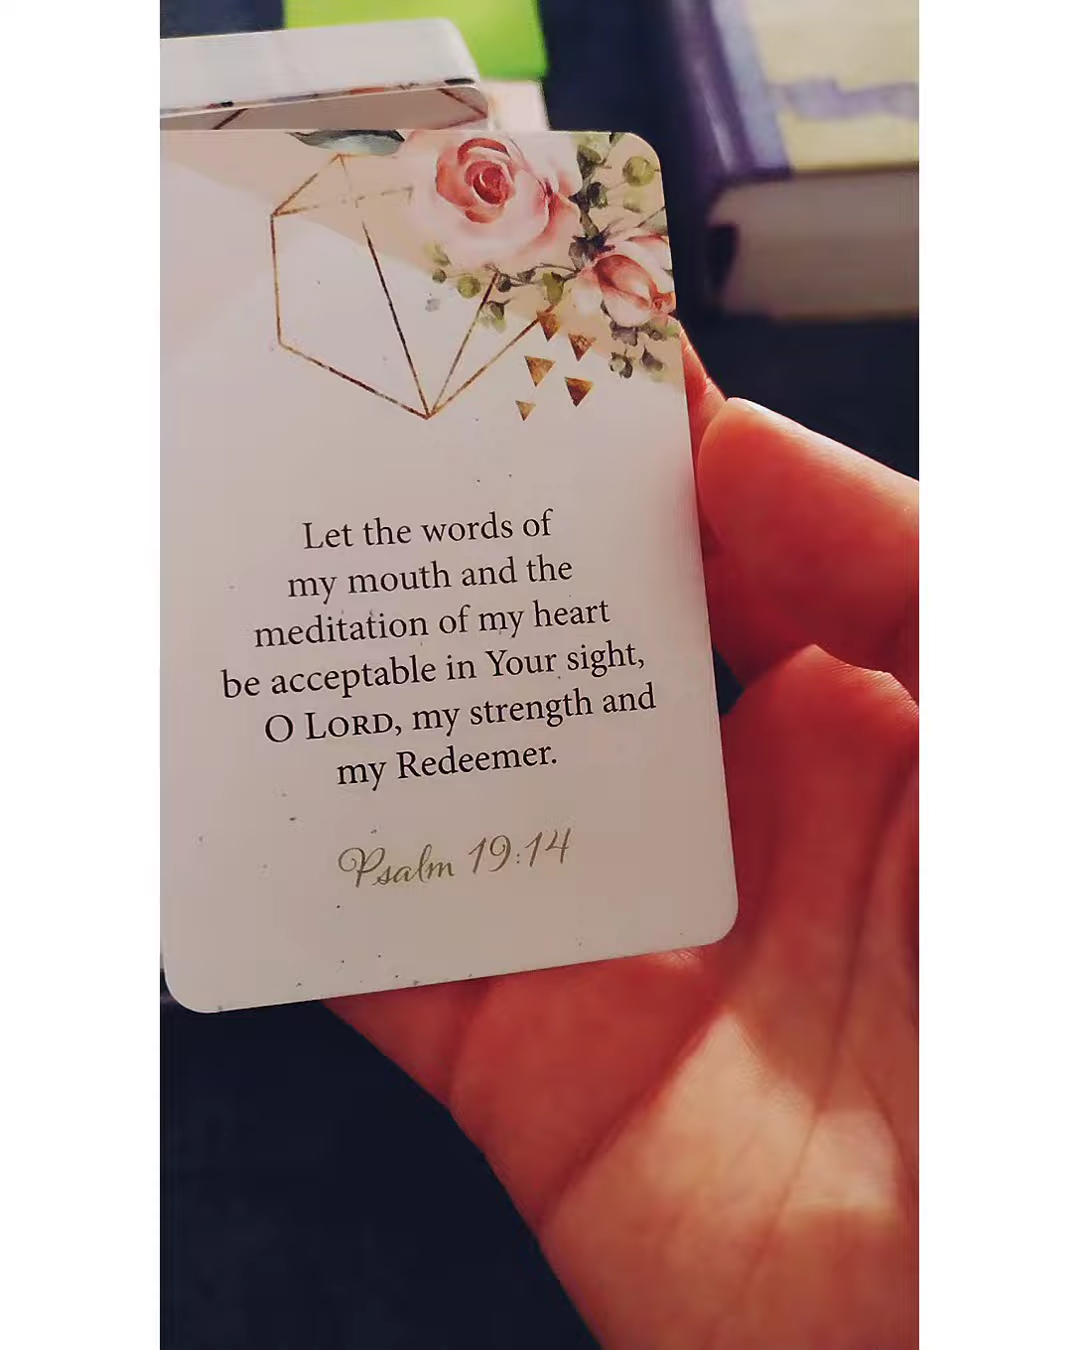 Let the words of
my mouth and the
meditation of my heart
be acceptable in Your sight,
O LORD, my strength and
my Redeemer.
Psalm 19:14